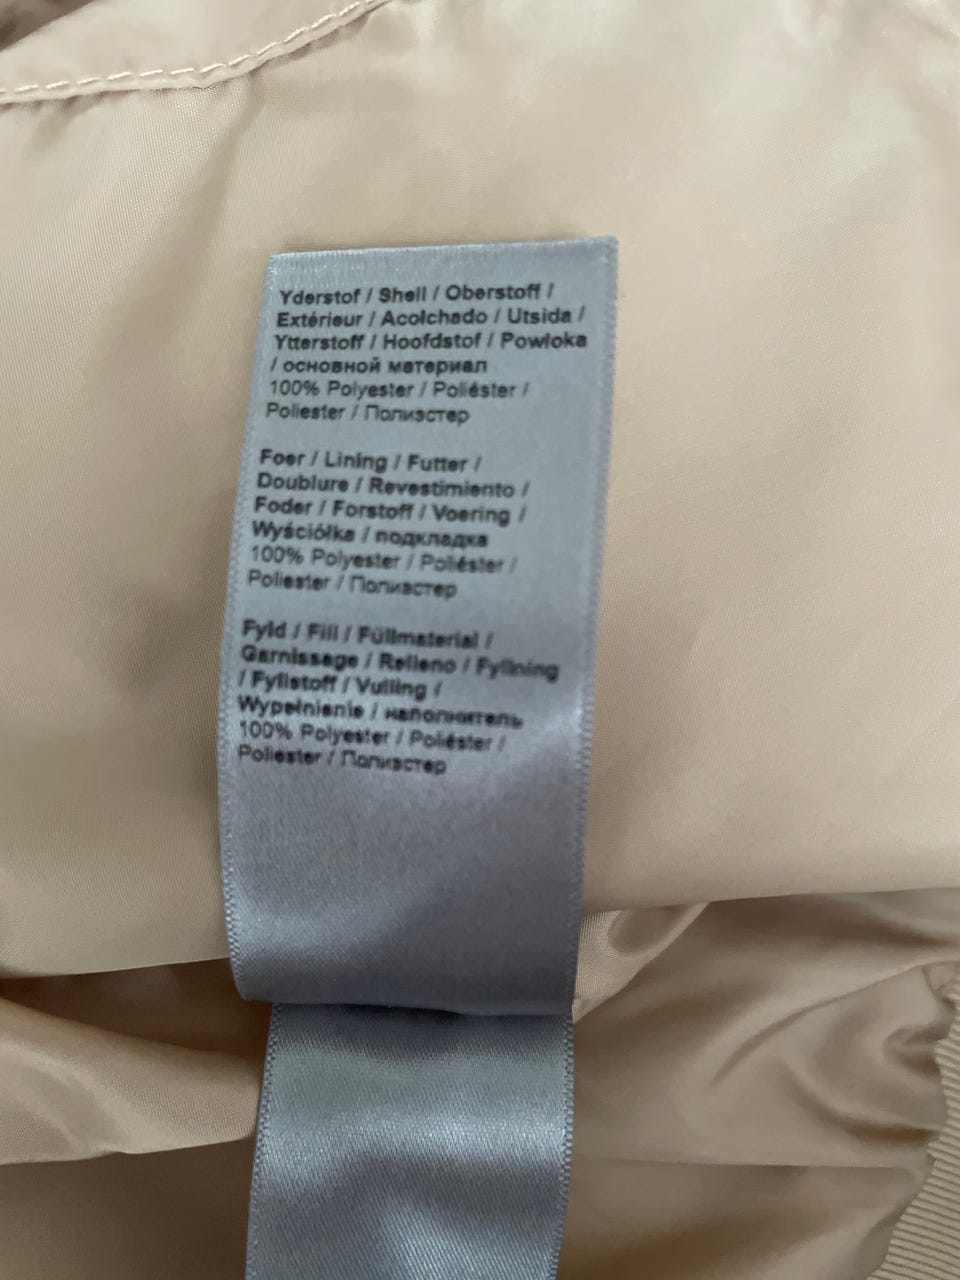 Yderstof / Shell / Oberstoff /
Extérieur / Acolchado / Utsida /
Ytterstoff / Hoofdstof / Powłoka
/ основной материал
100% Polyester / Poliéster /
Poliester / Полиэстер
Foer / Lining / Futter /
Doublure / Revestimiento /
Foder / Forstoff / Voering /
Wyściółka / подкладка
100% Polyester / Poliéster /
Poliester / Полиэстер
Fyld / Fill / Füllmaterial /
Garnissage / Relleno / Fyllning
/ Fyllstoff / Vulling /
Wypełnienie / наполнитель
100% Polyester / Poliéster /
Poliester / Полиэстер